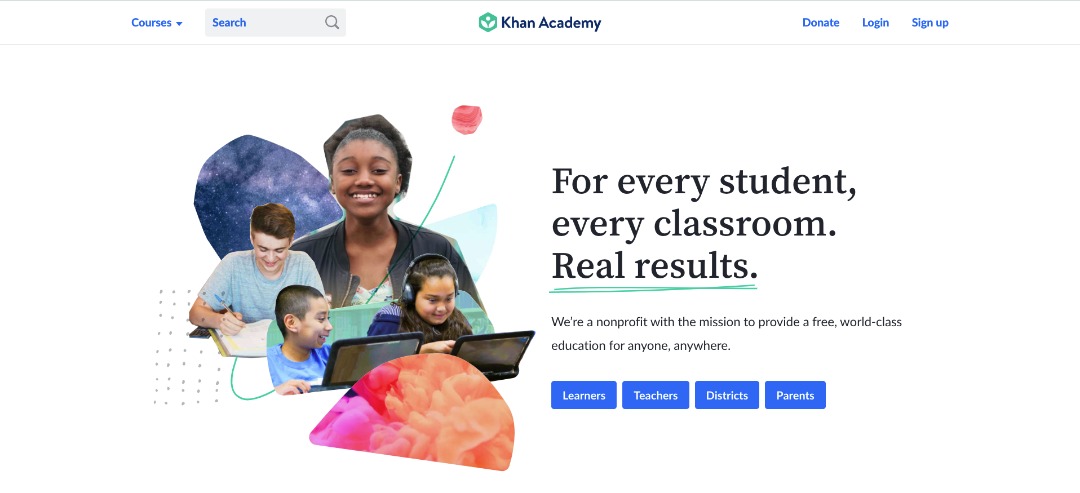 Courses
Search
Khan Academy
Donate
Login
Sign up
For every student,
every classroom.
Real results.
We're a nonprofit with the mission to provide a free, world-class
education for anyone, anywhere.
Learners
Teachers
Districts
Parents